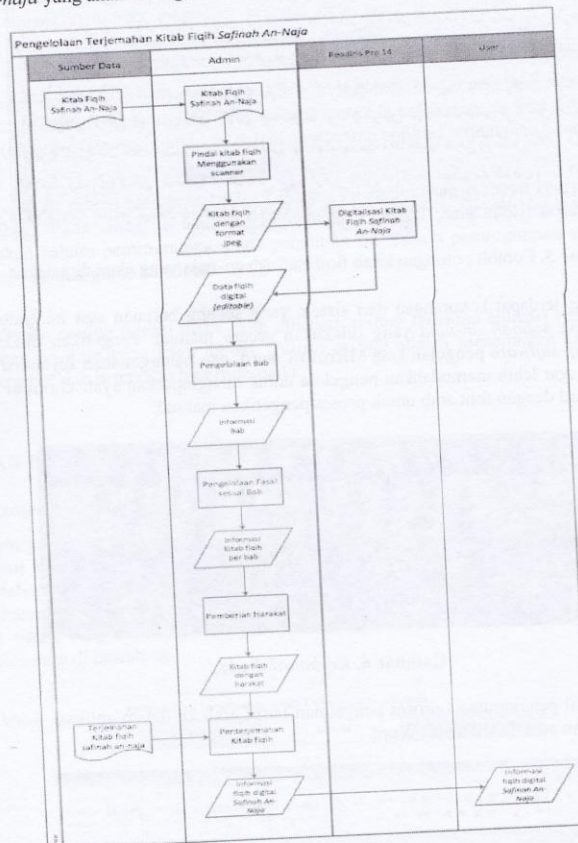 Pengelolaan Terjemahan Kitab Fiqih Safinah An-Naja
Sumber Data
Admin
Readiris Pro 14
User
Kitab Fiqih
Safinah An-Naja
Kitab Fiqih
Safinah An-Naja
Pindai kitab fiqih
Menggunakan
scanner
Kitab fiqih
dengan
format
.jpeg
Digitalisasi Kitab
Fiqih Safinah
An-Naja
Data fiqih
digital
(editable)
Pengelolaan Bab
Informasi
Bab
Pengelolaan Fasal
sesuai Bab
Informasi
Kitab fiqih
per bab
Pemberian Harakat
Kitab fiqih
dengan
harakat
Terjemahan
Kitab fiqih
safinah an-naja
Penterjemahan
Kitab fiqih
Informasi
fiqih digital
Safinah An-
Naja
Informasi
fiqih digital
Safinah An-
Naja